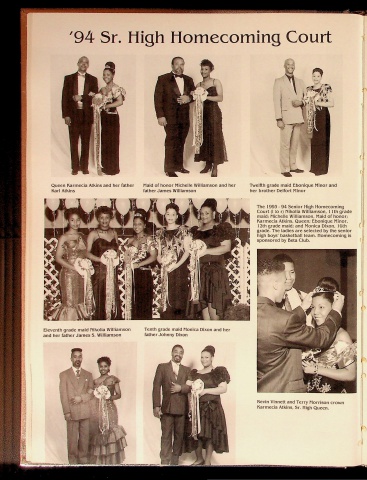 '94 Sr. High Homecoming Court
Queen Karmecia Atkins and her father
Karl Atkins
Maid of honor Michelle Williamson and her
father James Williamson
Twelfth grade maid Ebonique Minor and
her brother Delfort Minor
The 1993 - 94 Senior High Homecoming
Court (l to r) Nikolia Williamson, 11th grade
maid; Michelle Williamson, Maid of honor;
Karmecia Atkins, Queen; Ebonique Minor,
12th grade maid; and Monica Dixon, 10th
grade. The ladies are selected by the senior
high boys' basketball team. Homecoming is
sponsored by Beta Club.
Eleventh grade maid Nikolia Williamson
and her father James S. Williamson
Tenth grade maid Monica Dixon and her
father Johnny Dixon
Kevin Vinnett and Terry Morrison crown
Karmecia Atkins, Sr. High Queen.